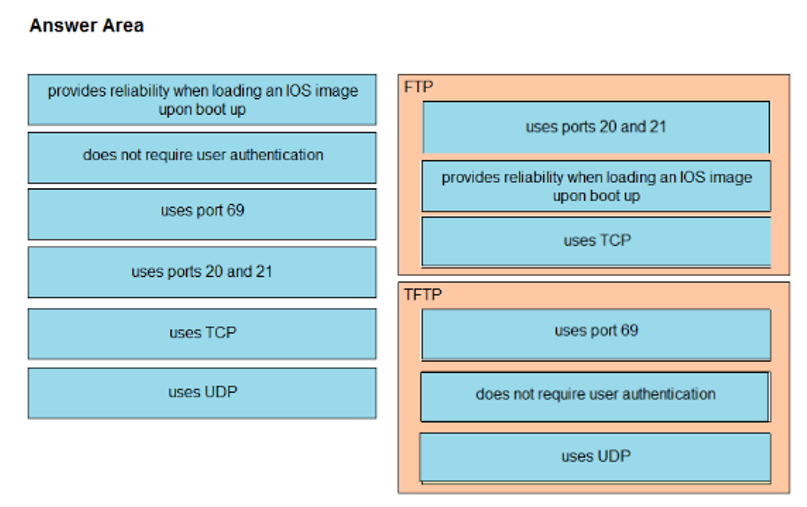 Answer Area
provides reliability when loading an IOS image
upon boot up
does not require user authentication
uses port 69
uses ports 20 and 21
uses TCP
uses UDP
FTP
uses ports 20 and 21
provides reliability when loading an IOS image
upon boot up
uses TCP
TFTP
uses port 69
does not require user authentication
uses UDP